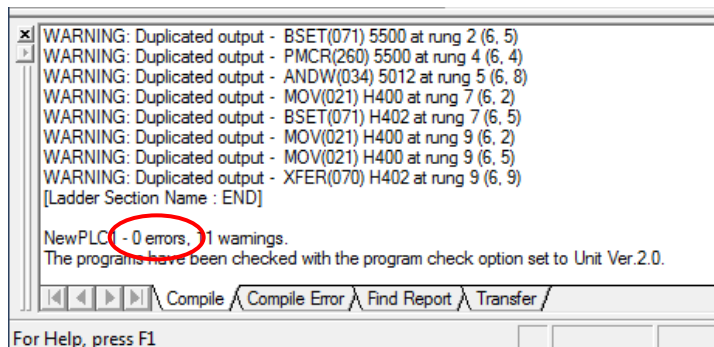 WARNING: Duplicated output - BSET(071) 5500 at rung 2 (6, 5)
WARNING: Duplicated output - PMCR(260) 5500 at rung 4 (6, 4)
WARNING: Duplicated output - ANDW(034) 5012 at rung 5 (6, 8)
WARNING: Duplicated output - MOV(021) H400 at rung 7 (6, 2)
WARNING: Duplicated output - BSET(071) H402 at rung 7 (6, 5)
WARNING: Duplicated output - MOV(021) H400 at rung 9 (6, 2)
WARNING: Duplicated output - MOV(021) H400 at rung 9 (6, 5)
WARNING: Duplicated output - XFER(070) H402 at rung 9 (6, 9)
[Ladder Section Name : END]
NewPLC1 - 0 errors, 11 warnings.
The programs have been checked with the program check option set to Unit Ver.2.0.
Compile Compile Error Find Report Transfer
For Help, press F1